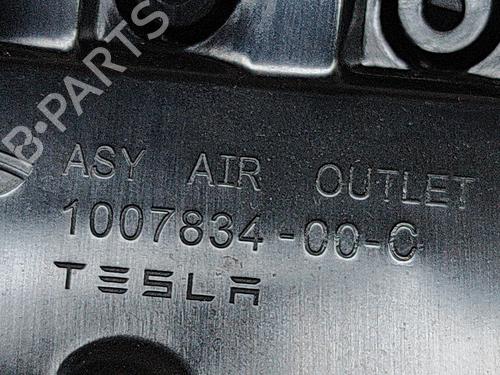 B-PARTS
ASY AIR OUTLET
1007834-00-C
TESLA